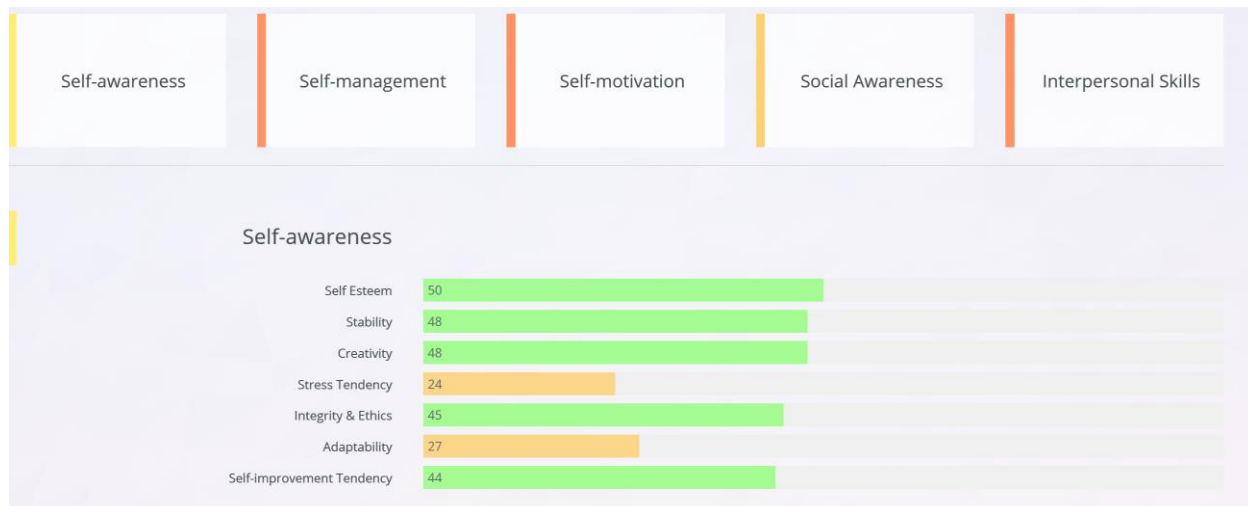 Self-awareness
Self-management
Self-motivation
Social Awareness
Interpersonal Skills
Self-awareness
Self Esteem 50
Stability 48
Creativity 48
Stress Tendency 24
Integrity & Ethics 45
Adaptability 27
Self-improvement Tendency 44